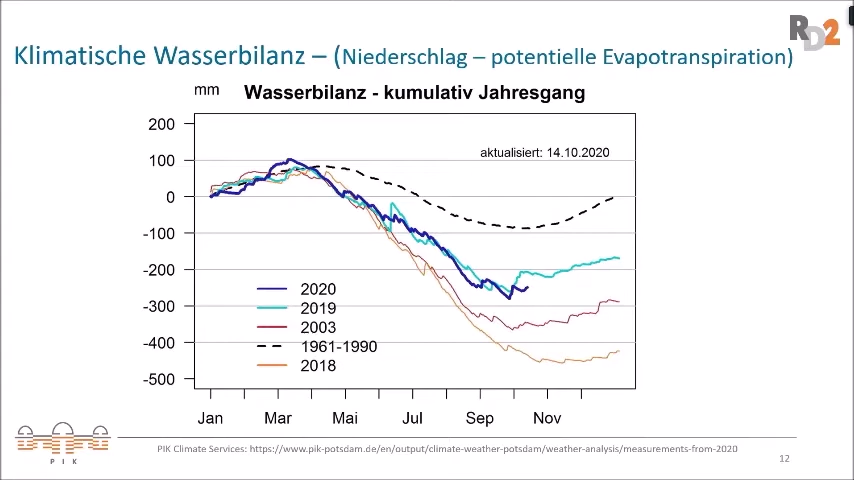 RD2
Klimatische Wasserbilanz – (Niederschlag – potentielle Evapotranspiration)
mm
Wasserbilanz - kumulativ Jahresgang
aktualisiert: 14.10.2020
200
100
0
-100
-200
-300
-400
-500
2020
2019
2003
1961-1990
2018
Jan Mar Mai Jul Sep Nov
PIK
PIK Climate Services: https://www.pik-potsdam.de/en/output/climate-weather-potsdam/weather-analysis/measurements-from-2020
12